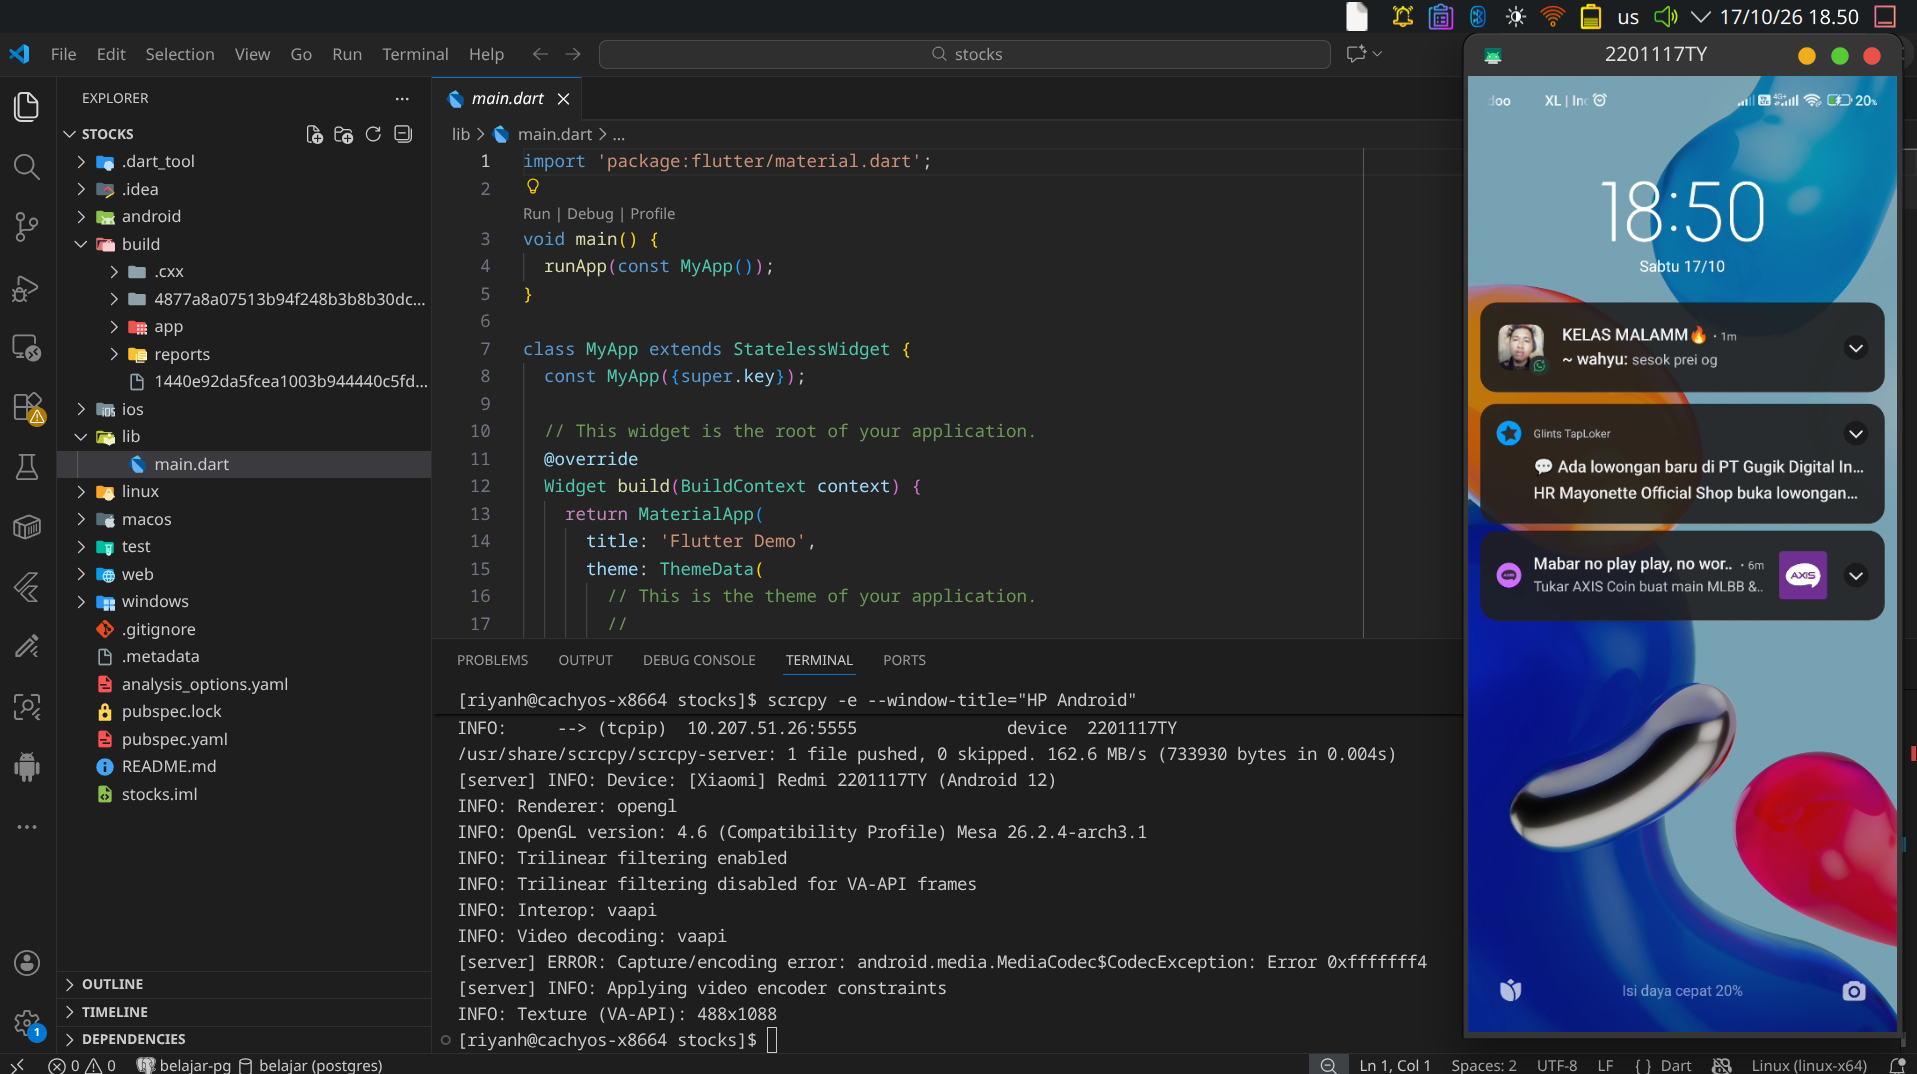 us
17/10/26 18.50
File Edit Selection View Go Run Terminal Help
stocks
2201117TY
EXPLORER
STOCKS
.dart_tool
.idea
android
build
.cxx
4877a8a07513b94f248b3b8b30dc...
app
reports
1440e92da5fcea1003b944440c5fd...
ios
lib
main.dart
linux
macos
test
web
windows
.gitignore
.metadata
analysis_options.yaml
pubspec.lock
pubspec.yaml
README.md
stocks.iml
OUTLINE
TIMELINE
DEPENDENCIES
main.dart
lib > main.dart > ...
1 import 'package:flutter/material.dart';
2
Run | Debug | Profile
3 void main() {
4 runApp(const MyApp());
5 }
6
7 class MyApp extends StatelessWidget {
8 const MyApp({super.key});
9
10 // This widget is the root of your application.
11 @override
12 Widget build(BuildContext context) {
13 return MaterialApp(
14 title: 'Flutter Demo',
15 theme: ThemeData(
16 // This is the theme of your application.
17 //
PROBLEMS OUTPUT DEBUG CONSOLE TERMINAL PORTS
[riyanh@cachyos-x8664 stocks]$ scrcpy -e --window-title="HP Android"
INFO: --> (tcpip) 10.207.51.26:5555 device 2201117TY
/usr/share/scrcpy/scrcpy-server: 1 file pushed, 0 skipped. 162.6 MB/s (733930 bytes in 0.004s)
[server] INFO: Device: [Xiaomi] Redmi 2201117TY (Android 12)
INFO: Renderer: opengl
INFO: OpenGL version: 4.6 (Compatibility Profile) Mesa 26.2.4-arch3.1
INFO: Trilinear filtering enabled
INFO: Trilinear filtering disabled for VA-API frames
INFO: Interop: vaapi
INFO: Video decoding: vaapi
[server] ERROR: Capture/encoding error: android.media.MediaCodec$CodecException: Error 0xfffffff4
[server] INFO: Applying video encoder constraints
INFO: Texture (VA-API): 488x1088
[riyanh@cachyos-x8664 stocks]$
XL | 20%
18:50
Sabtu 17/10
KELAS MALAMM🔥 • 1m
~ wahyu: sesok prei og
Glints TapLoker
💬 Ada lowongan baru di PT Gugik Digital In...
HR Mayonette Official Shop buka lowongan...
Mabar no play play, no wor.. • 6m
Tukar AXIS Coin buat main MLBB &..
AXIS
Isi daya cepat 20%
1
0 0 belajar-pg belajar (postgres)
Ln 1, Col 1 Spaces: 2 UTF-8 LF { } Dart Linux (linux-x64)